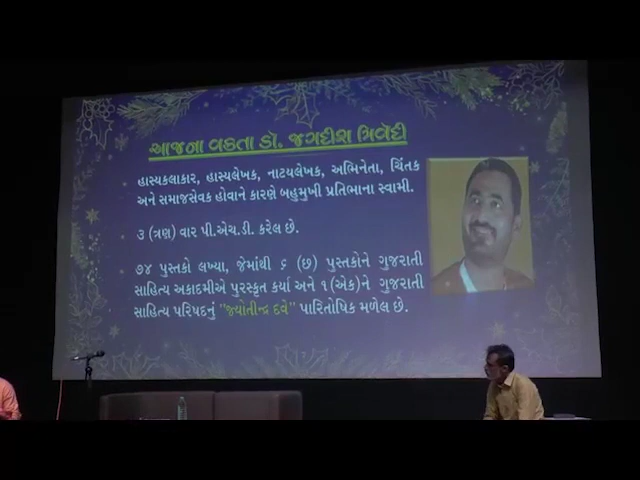 આજના વક્તા ડૉ. જગદીશ ત્રિવેદી
હાસ્યકલાકાર, હાસ્યલેખક, નાટયલેખક, અભિનેતા, ચિંતક
અને સમાજસેવક હોવાને કારણે બહુમુખી પ્રતિભાના સ્વામી.
૩ (ત્રણ) વાર પી.એચ.ડી. કરેલ છે.
૭૪ પુસ્તકો લખ્યા, જેમાંથી ૬ (છ) પુસ્તકોને ગુજરાતી
સાહિત્ય અકાદમીએ પુરસ્કૃત કર્યા અને ૧(એક)ને ગુજરાતી
સાહિત્ય પરિષદનું "જ્યોતીન્દ્ર દવે" પારિતોષિક મળેલ છે.